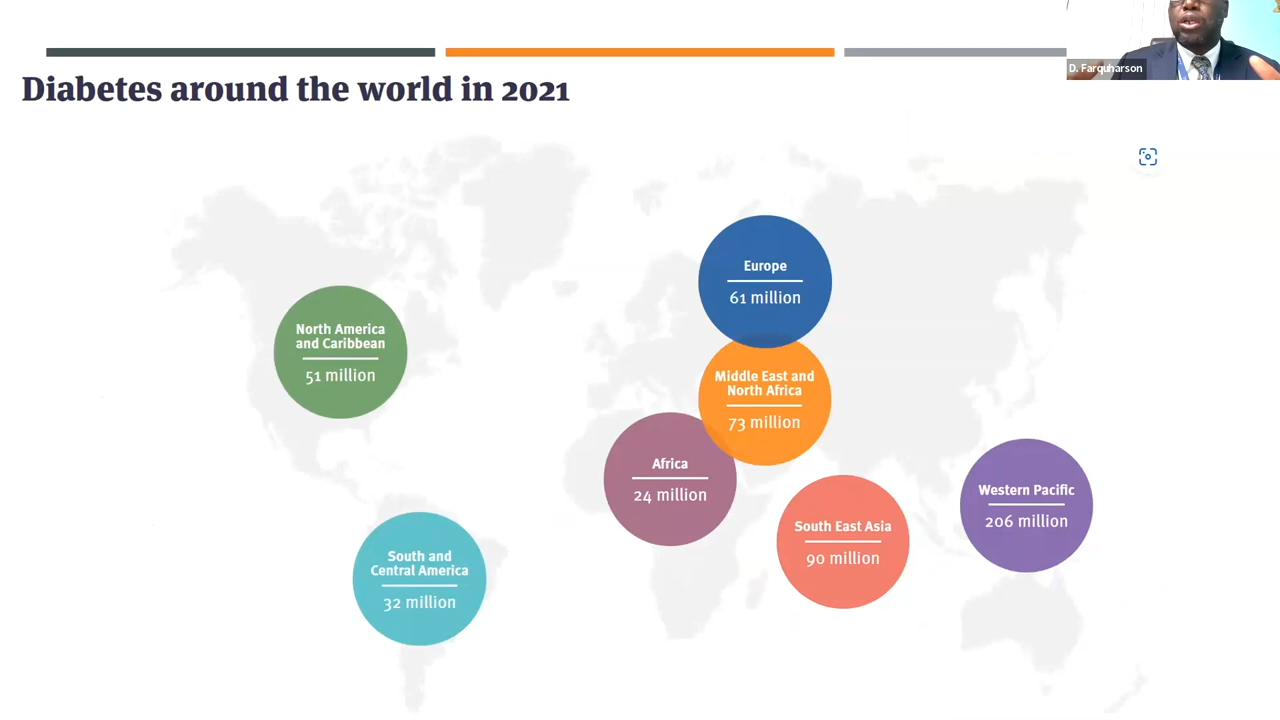 D. Farquharson
Diabetes around the world in 2021
Europe
61 million
North America
and Caribbean
51 million
Middle East and
North Africa
73 million
Africa
24 million
Western Pacific
206 million
South East Asia
90 million
South and
Central America
32 million